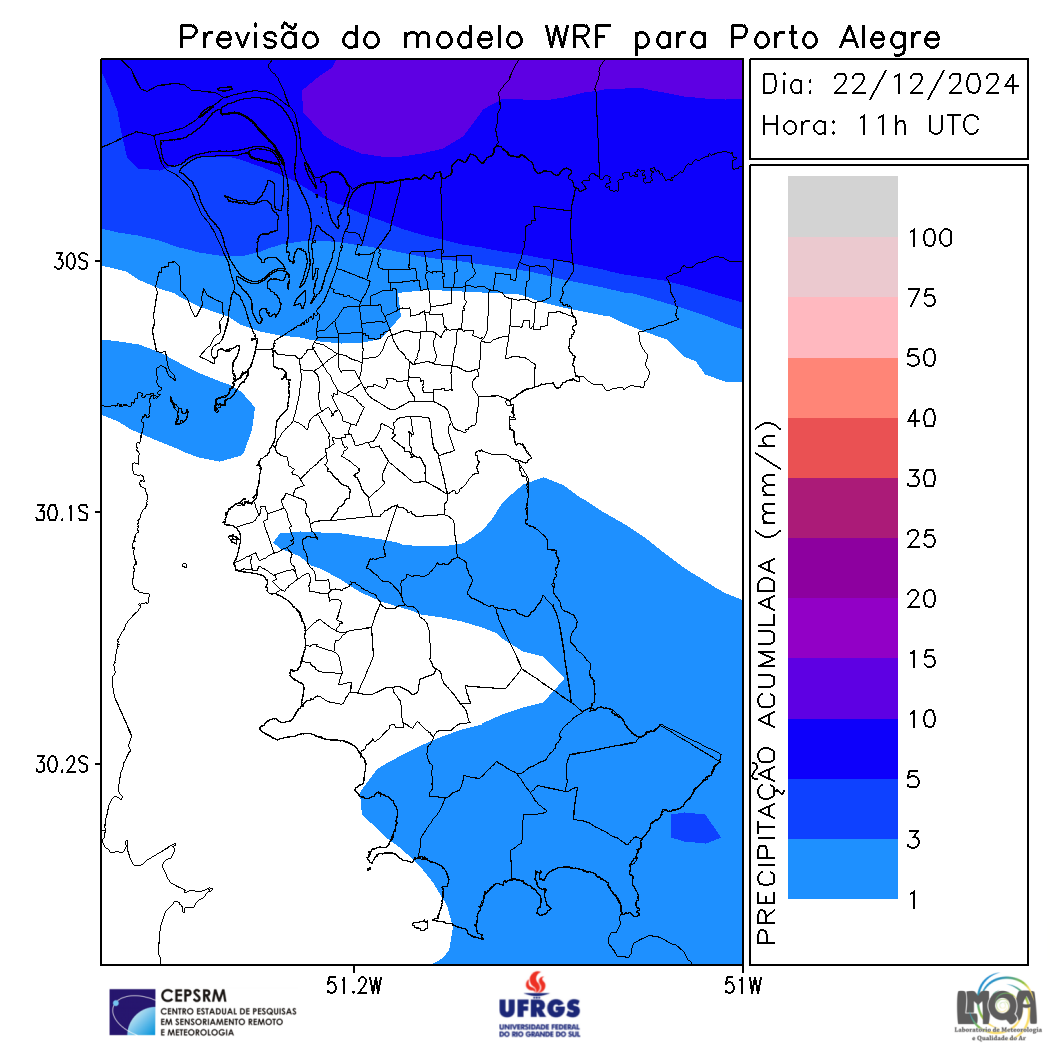 Previsão do modelo WRF para Porto Alegre
Dia: 22/12/2024
Hora: 11h UTC
30S
30.1S
30.2S
51.2W
51W
PRECIPITAÇÃO ACUMULADA (mm/h)
100
75
50
40
30
25
20
15
10
5
3
1
CEPSRM
CENTRO ESTADUAL DE PESQUISAS
EM SENSORIAMENTO REMOTO
E METEOROLOGIA
UFRGS
UNIVERSIDADE FEDERAL
DO RIO GRANDE DO SUL
LMQA
Laboratório de Meteorologia
e Qualidade do Ar